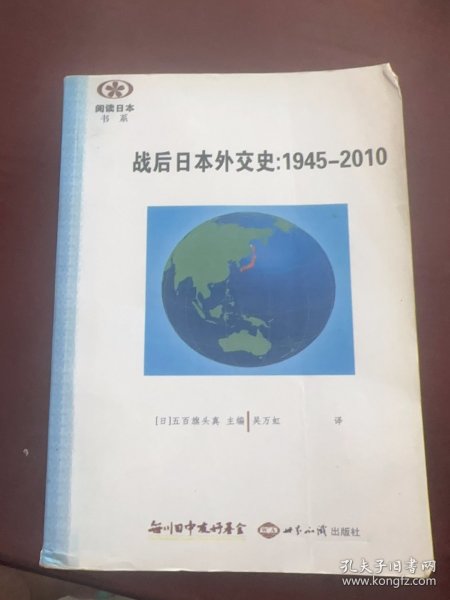 阅读日本
书系
战后日本外交史:1945-2010
[日]五百旗头真 主编 吴万虹 译
笹川日中友好基金 世界知识出版社
孔夫子旧书网
www.kongfz.com